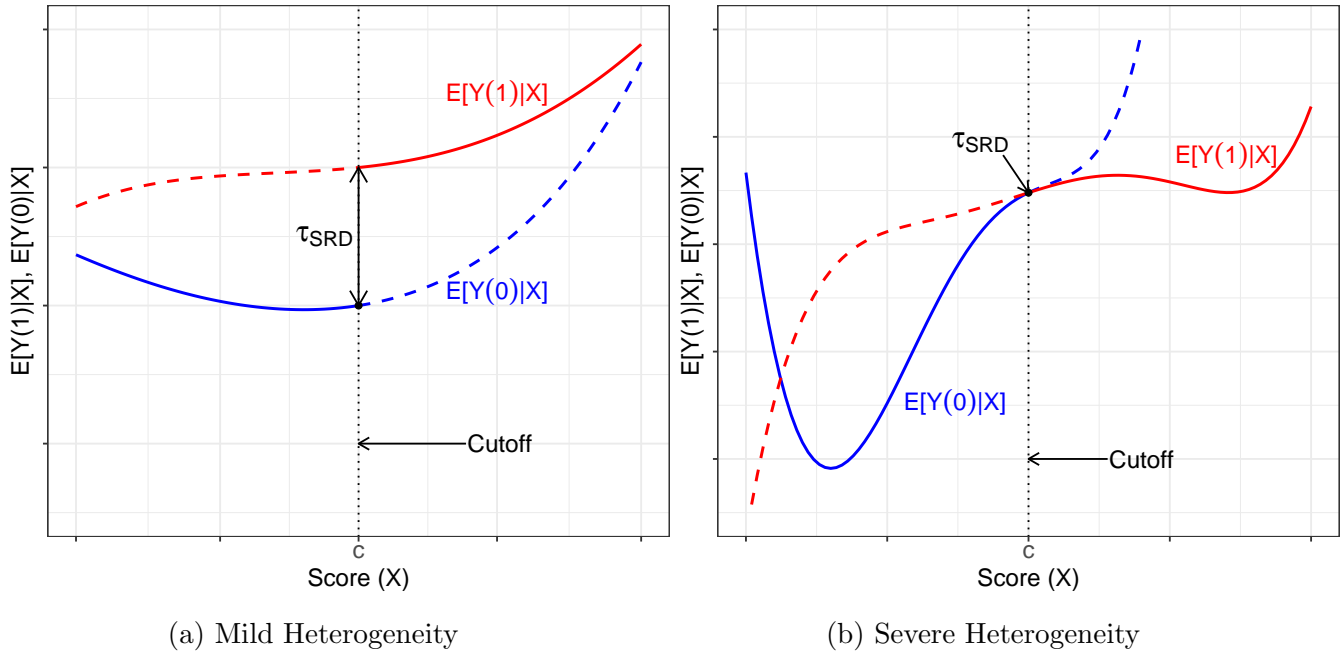 E[Y(1)|X], E[Y(0)|X]
E[Y(1)|X]
τSRD
E[Y(0)|X]
Cutoff
c
Score (X)
(a) Mild Heterogeneity
E[Y(1)|X], E[Y(0)|X]
τSRD
E[Y(1)|X]
E[Y(0)|X]
Cutoff
c
Score (X)
(b) Severe Heterogeneity